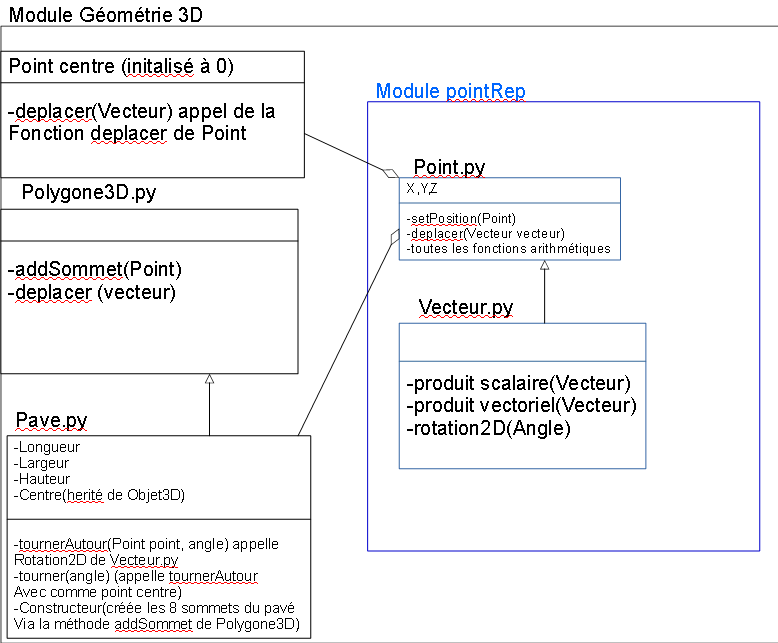 Module Géométrie 3D
Point centre (initalisé à 0)
-deplacer(Vecteur) appel de la
Fonction deplacer de Point
Polygone3D.py
-addSommet(Point)
-deplacer (vecteur)
Pave.py
-Longueur
-Largeur
-Hauteur
-Centre(herité de Objet3D)
-tournerAutour(Point point, angle) appelle
Rotation2D de Vecteur.py
-tourner(angle) (appelle tournerAutour
Avec comme point centre)
-Constructeur(créée les 8 sommets du pavé
Via la méthode addSommet de Polygone3D)
Module pointRep
Point.py
X ,Y,Z
-setPosition(Point)
-deplacer(Vecteur vecteur)
-toutes les fonctions arithmétiques
Vecteur.py
-produit scalaire(Vecteur)
-produit vectoriel(Vecteur)
-rotation2D(Angle)